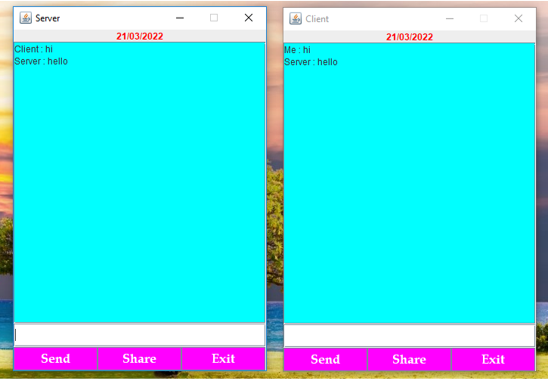 Server
21/03/2022
Client : hi
Server : hello
Send Share Exit
Client
21/03/2022
Me : hi
Server : hello
Send Share Exit